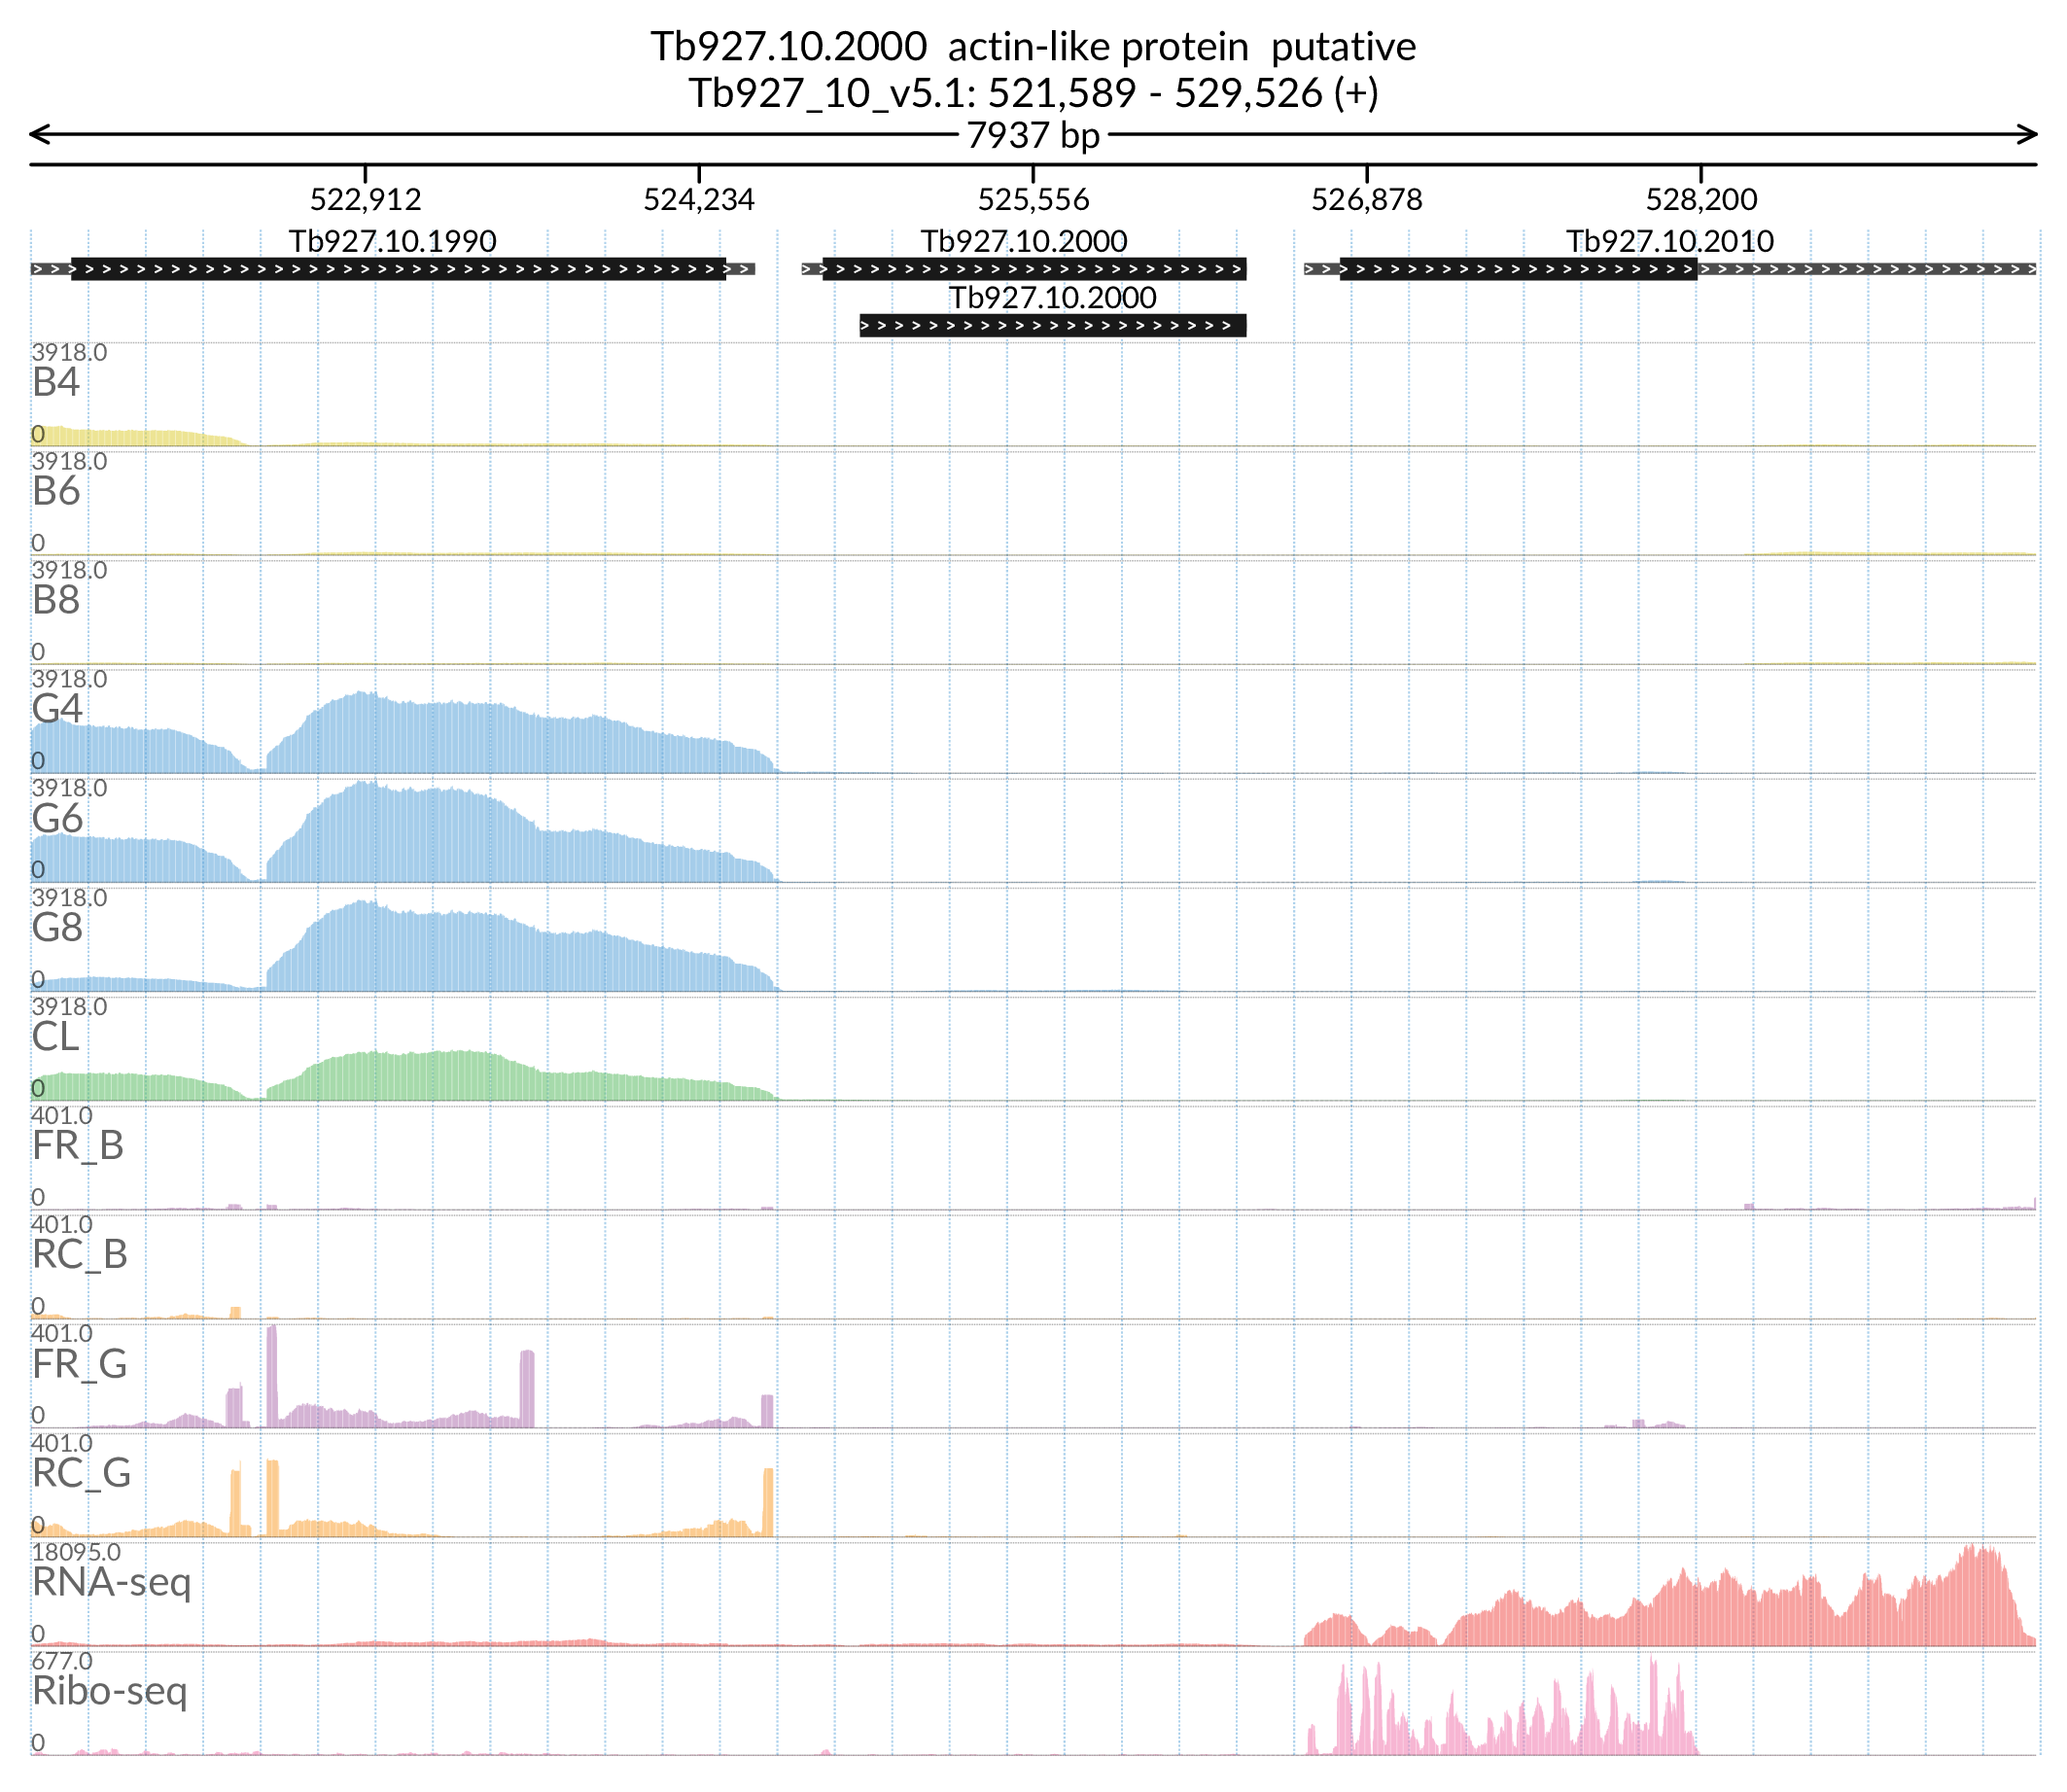 Tb927.10.2000 actin-like protein putative
Tb927_10_v5.1: 521,589 - 529,526 (+)
7937 bp
522,912 524,234 525,556 526,878 528,200
Tb927.10.1990 Tb927.10.2000 Tb927.10.2010
Tb927.10.2000
3918.0
B4
0
3918.0
B6
0
3918.0
B8
0
3918.0
G4
0
3918.0
G6
0
3918.0
G8
0
3918.0
CL
0
401.0
FR_B
0
401.0
RC_B
0
401.0
FR_G
0
401.0
RC_G
0
18095.0
RNA-seq
0
677.0
Ribo-seq
0